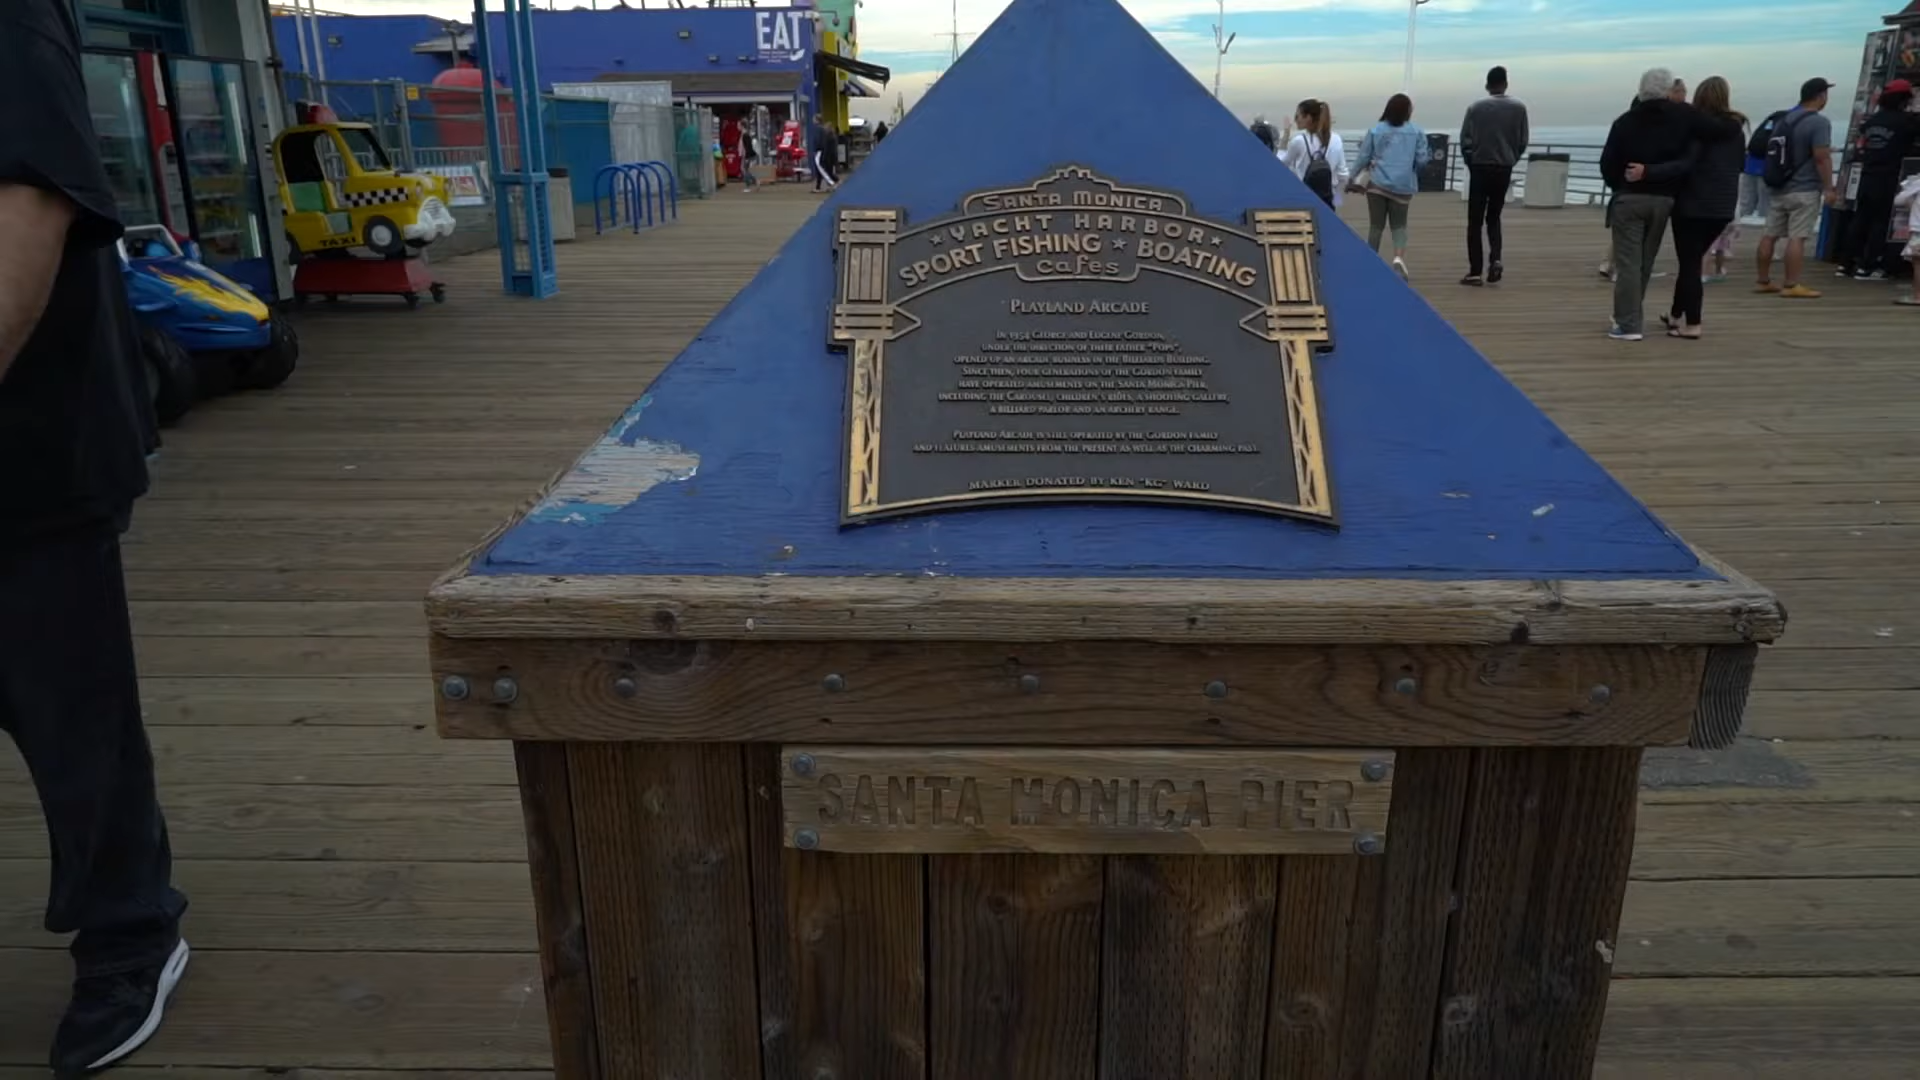 EAT
TAXI
SANTA MONICA
YACHT HARBOR
SPORT FISHING BOATING
Cafes
PLAYLAND ARCADE
IN 1954 GEORGE AND EUGENE GORDON,
UNDER THE DIRECTION OF THEIR FATHER "POPS",
OPENED UP AN ARCADE BUSINESS IN THE BILLIARDS BUILDING.
SINCE THEN, FOUR GENERATIONS OF THE GORDON FAMILY
HAVE OPERATED AMUSEMENTS ON THE SANTA MONICA PIER,
INCLUDING THE CAROUSEL, CHILDREN'S RIDES, A SHOOTING GALLERY,
A BILLIARD PARLOR AND AN ARCHERY RANGE.
PLAYLAND ARCADE IS STILL OPERATED BY THE GORDON FAMILY
AND FEATURES AMUSEMENTS FROM THE PRESENT AS WELL AS THE CHARMING PAST.
MARKER DONATED BY KEN "KG" WARD
SANTA MONICA PIER